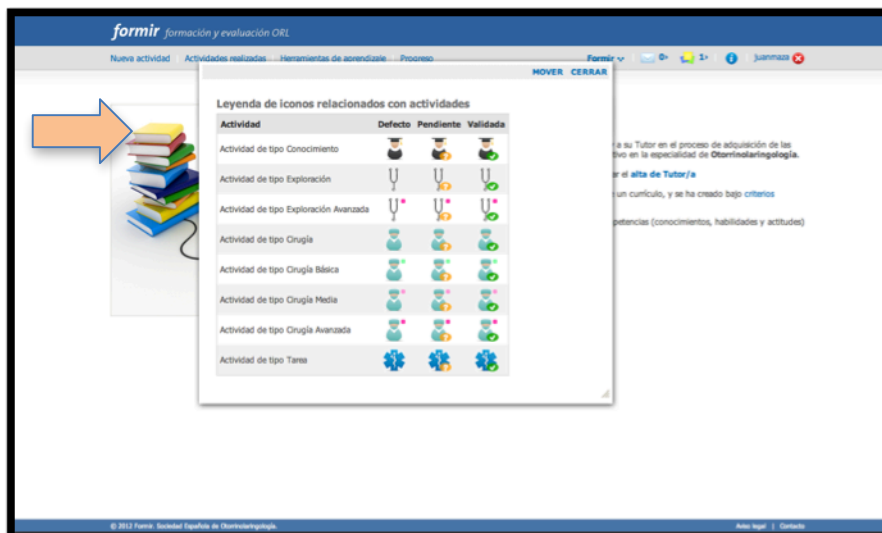 formir formación y evaluación ORL
Nueva actividad Actividades realizadas Herramientas de aprendizaje Progreso Formir 0 1 juanmaza
MOVER CERRAR
Leyenda de iconos relacionados con actividades
Actividad Defecto Pendiente Validada
Actividad de tipo Conocimiento
Actividad de tipo Exploración
Actividad de tipo Exploración Avanzada
Actividad de tipo Cirugía
Actividad de tipo Cirugía Básica
Actividad de tipo Cirugía Media
Actividad de tipo Cirugía Avanzada
Actividad de tipo Tarea
a su Tutor en el proceso de adquisición de las
tivo en la especialidad de Otorrinolaringología.
er el alta de Tutor/a
un currículo, y se ha creado bajo criterios
petencias (conocimientos, habilidades y actitudes)
© 2012 Formir. Sociedad Española de Otorrinolaringología. Aviso legal | Contacto